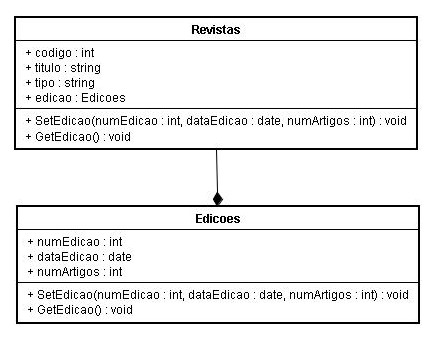 Revistas
+ codigo : int
+ titulo : string
+ tipo : string
+ edicao : Edicoes
+ SetEdicao(numEdicao : int, dataEdicao : date, numArtigos : int) : void
+ GetEdicao() : void
Edicoes
+ numEdicao : int
+ dataEdicao : date
+ numArtigos : int
+ SetEdicao(numEdicao : int, dataEdicao : date, numArtigos : int) : void
+ GetEdicao() : void